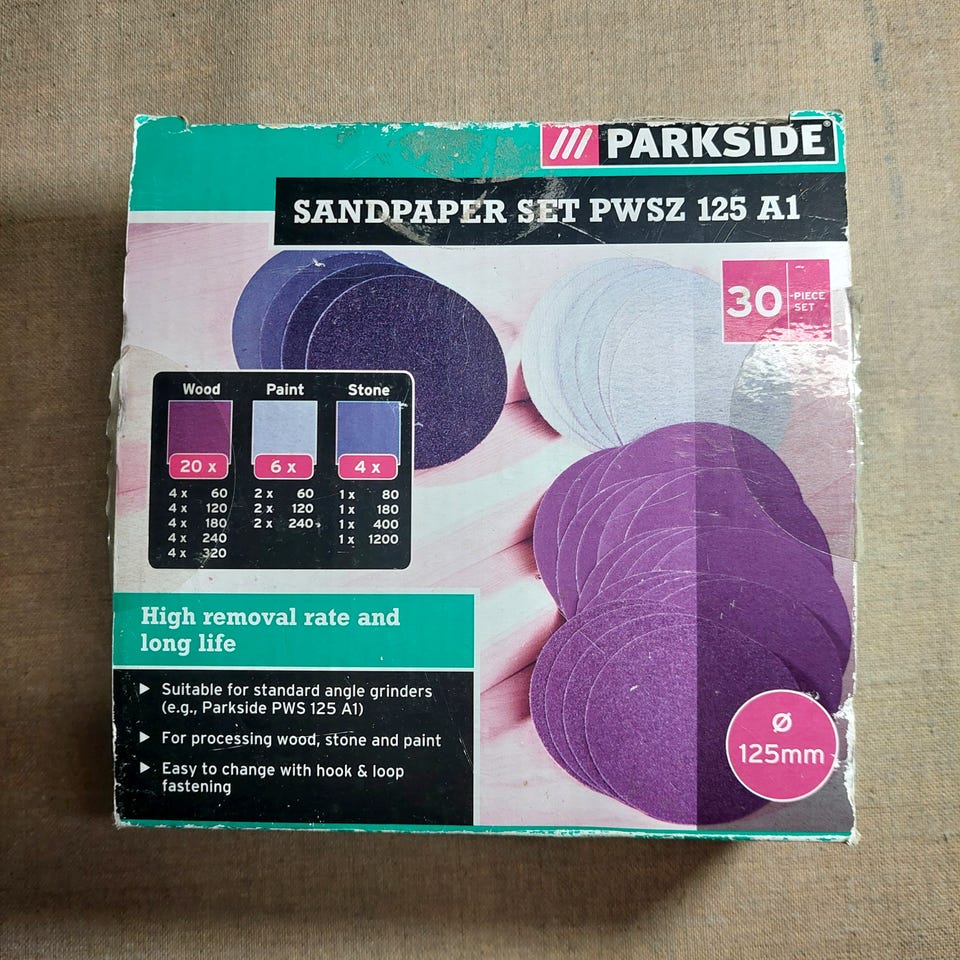 PARKSIDE®
SANDPAPER SET PWSZ 125 A1
30 -PIECE
SET
Wood Paint Stone
20 x 6 x 4 x
4 x 60 2 x 60 1 x 80
4 x 120 2 x 120 1 x 180
4 x 180 2 x 240 1 x 400
4 x 240 1 x 1200
4 x 320
High removal rate and
long life
Suitable for standard angle grinders
(e.g., Parkside PWS 125 A1)
For processing wood, stone and paint
Easy to change with hook & loop
fastening
Ø
125mm